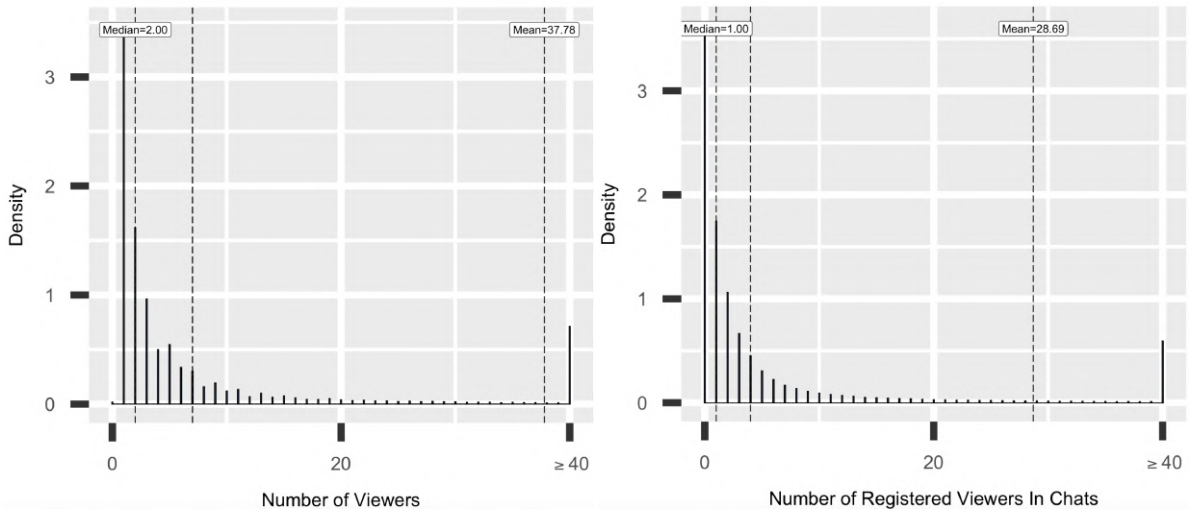 Median=2.00
Mean=37.78
3
2
1
0
Density
0
20
≥ 40
Number of Viewers
Median=1.00
Mean=28.69
3
2
1
0
Density
0
20
≥ 40
Number of Registered Viewers In Chats